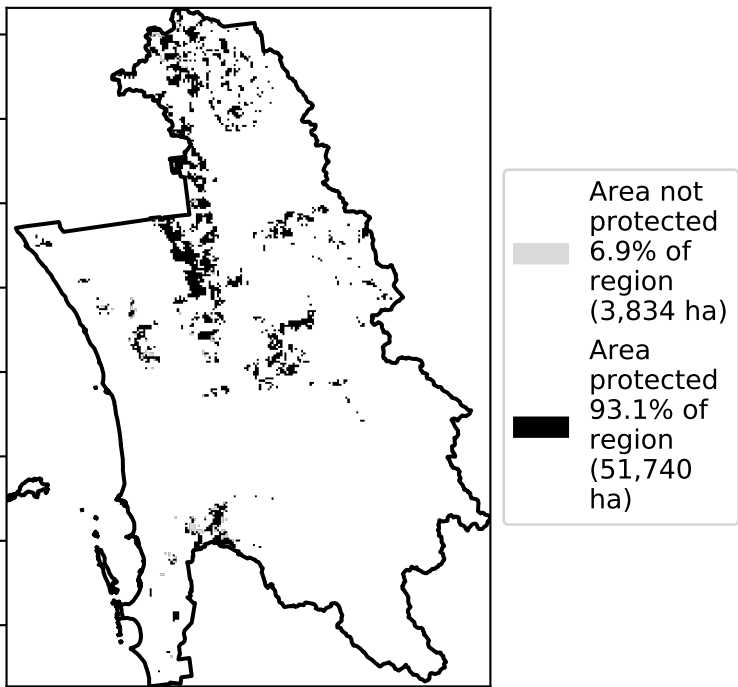 Area not
protected
6.9% of
region
(3,834 ha)
Area
protected
93.1% of
region
(51,740
ha)